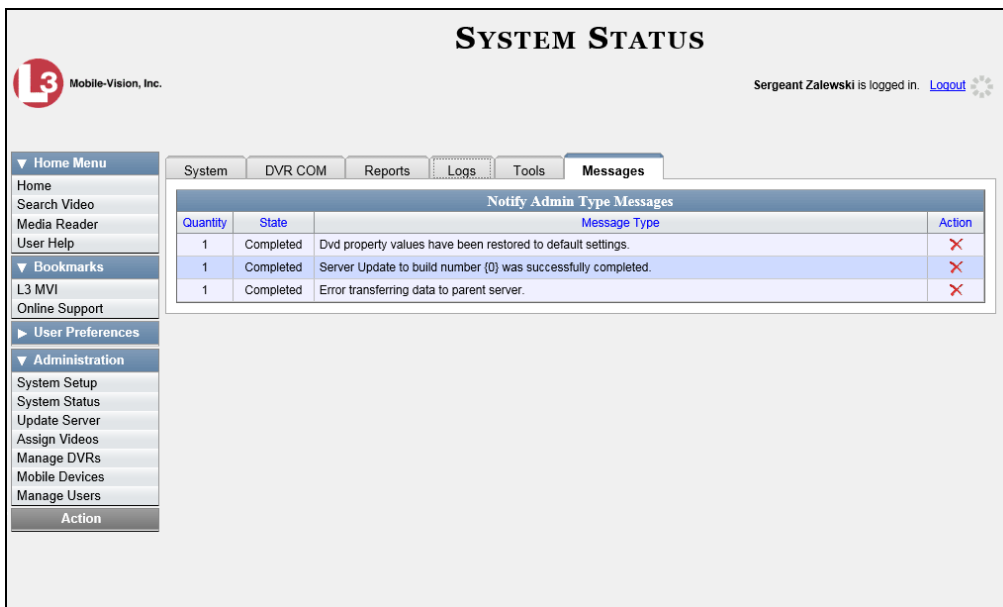 SYSTEM STATUS
L3 Mobile-Vision, Inc.
Sergeant Zalewski is logged in. Logout
▼ Home Menu
Home
Search Video
Media Reader
User Help
▼ Bookmarks
L3 MVI
Online Support
▶ User Preferences
▼ Administration
System Setup
System Status
Update Server
Assign Videos
Manage DVRs
Mobile Devices
Manage Users
Action
System DVR COM Reports Logs Tools Messages
Notify Admin Type Messages
Quantity State Message Type Action
1 Completed Dvd property values have been restored to default settings.
1 Completed Server Update to build number {0} was successfully completed.
1 Completed Error transferring data to parent server.